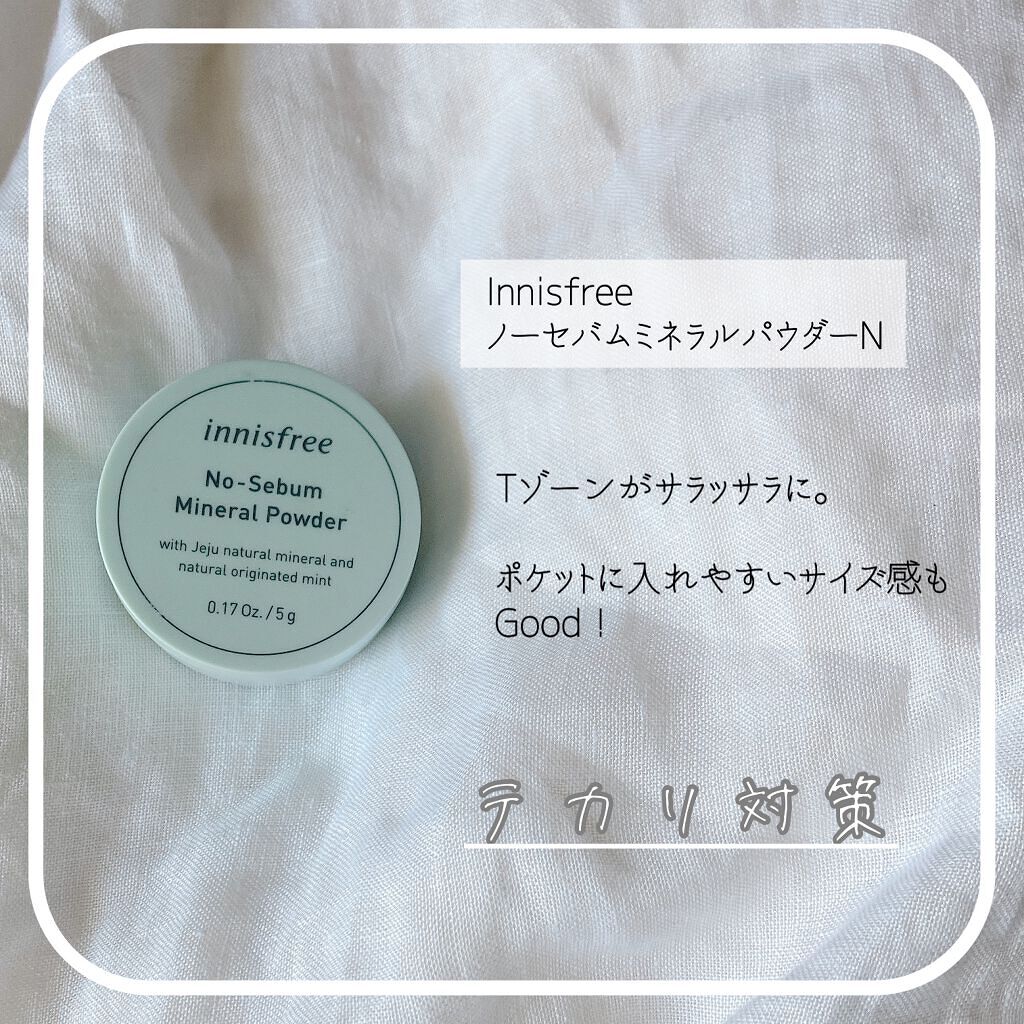 Innisfree
ノーセバムミネラルパウダーN
innisfree
No-Sebum
Mineral Powder
with Jeju natural mineral and
natural originated mint
0.17 Oz. / 5 g
Tゾーンがサラッサラに。
ポケットに入れやすいサイズ感も
Good！
テカリ対策